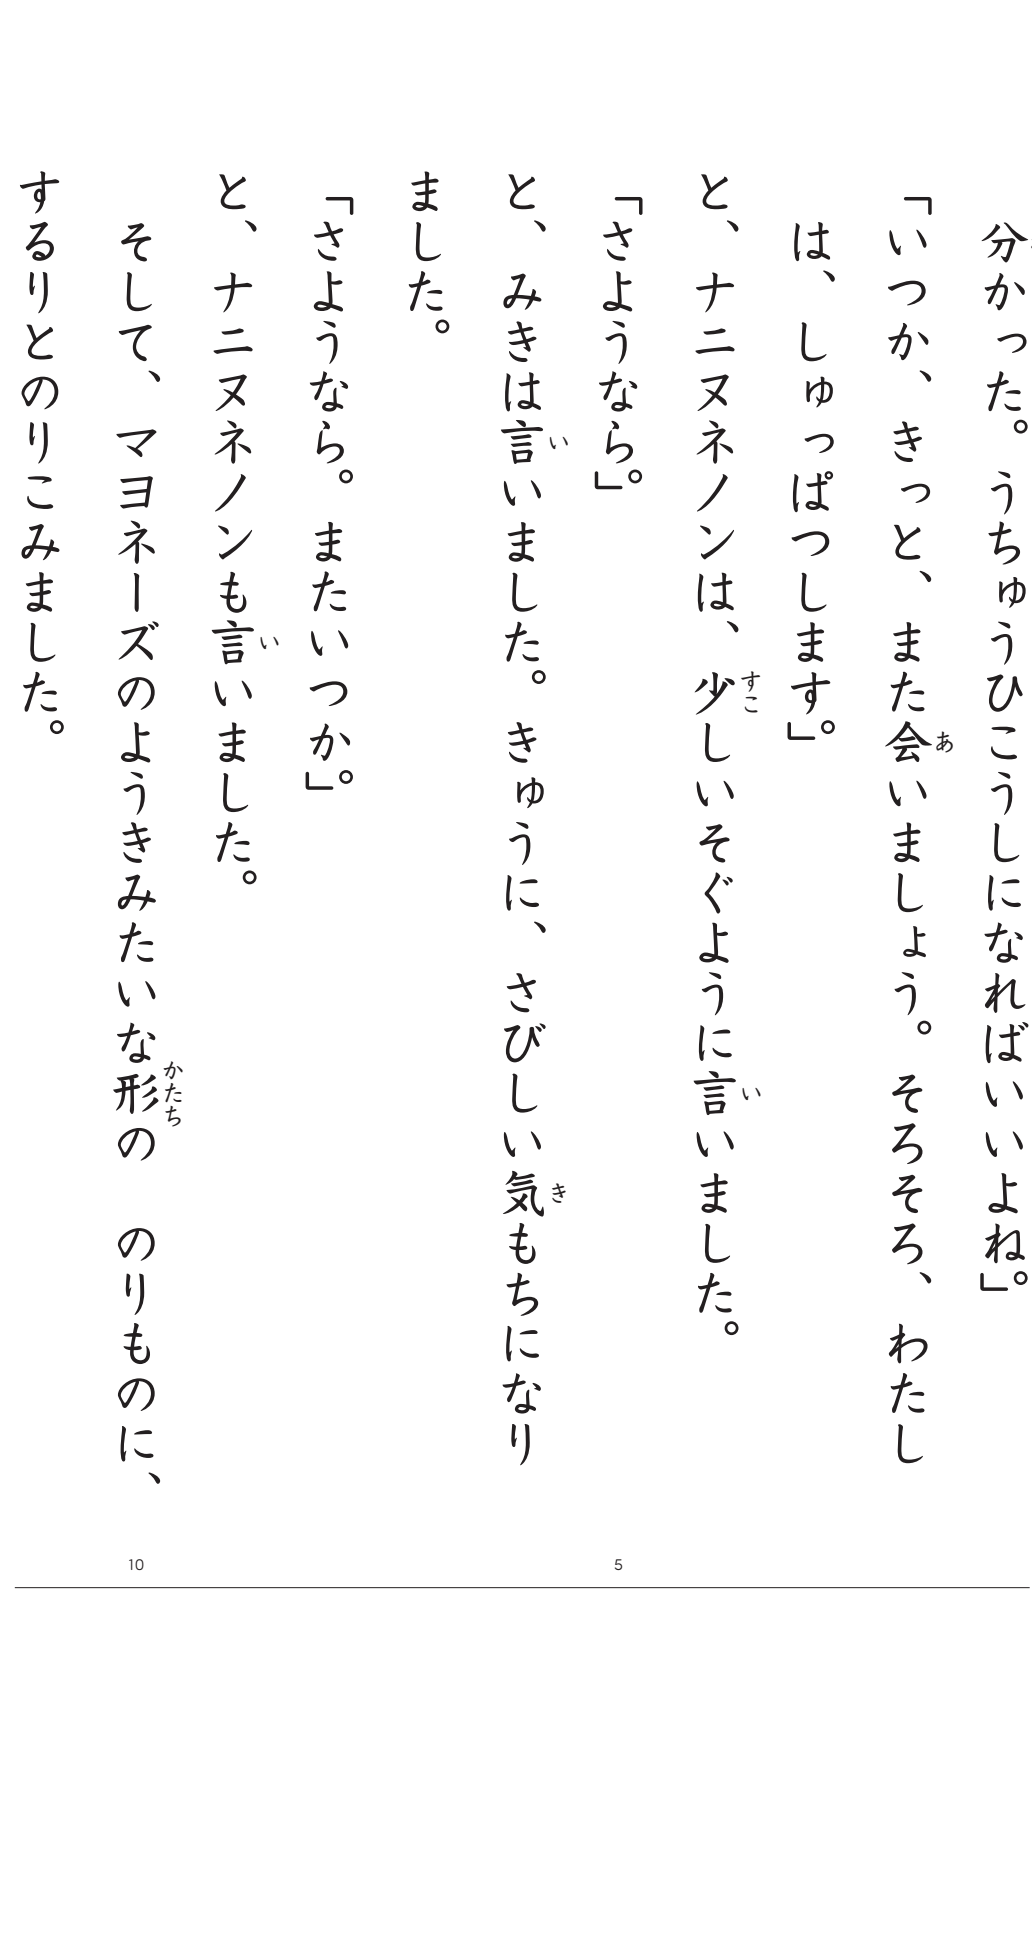 分かった。うちゅうひこうしになればいいよね」。
「いつか、きっと、また会いましょう。そろそろ、わたし
は、しゅっぱつします」。
と、ナニヌネノンは、少しいそぐように言いました。
「さようなら」。
と、みきは言いました。きゅうに、さびしい気もちになり
ました。
「さようなら。またいつか」。
と、ナニヌネノンも言いました。
そして、マヨネーズのようきみたいな形の　のりものに、
するりとのりこみました。
あ
すこ
い
い
き
い
かたち
5
10